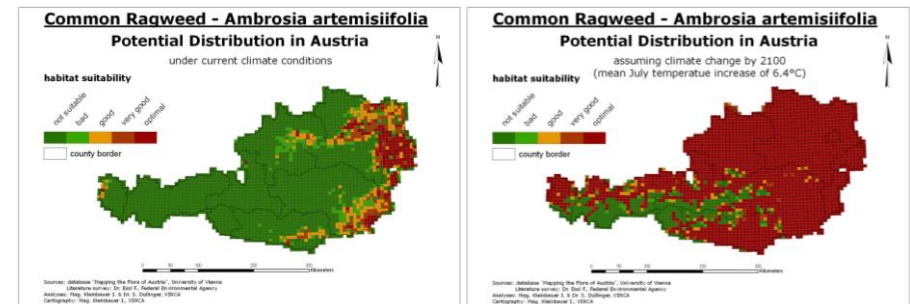 Common Ragweed - Ambrosia artemisiifolia
Potential Distribution in Austria
under current climate conditions
N
habitat suitability
not suitable
bad
good
very good
optimal
county border
Kilometers
Sources: database "Mapping the Flora of Austria", University of Vienna
Literature survey: Dr. Essl F., Federal Environmental Agency
Analyses: Mag. Kleinbauer I. & Dr. S. Dullinger, VINCA
Cartography: Mag. Kleinbauer I., VINCA
Common Ragweed - Ambrosia artemisiifolia
Potential Distribution in Austria
assuming climate change by 2100
(mean July temperatue increase of 6.4°C)
N
habitat suitability
not suitable
bad
good
very good
optimal
county border
Kilometers
Sources: database "Mapping the Flora of Austria", University of Vienna
Literature survey: Dr. Essl F., Federal Environmental Agency
Analyses: Mag. Kleinbauer I. & Dr. S. Dullinger, VINCA
Cartography: Mag. Kleinbauer I., VINCA